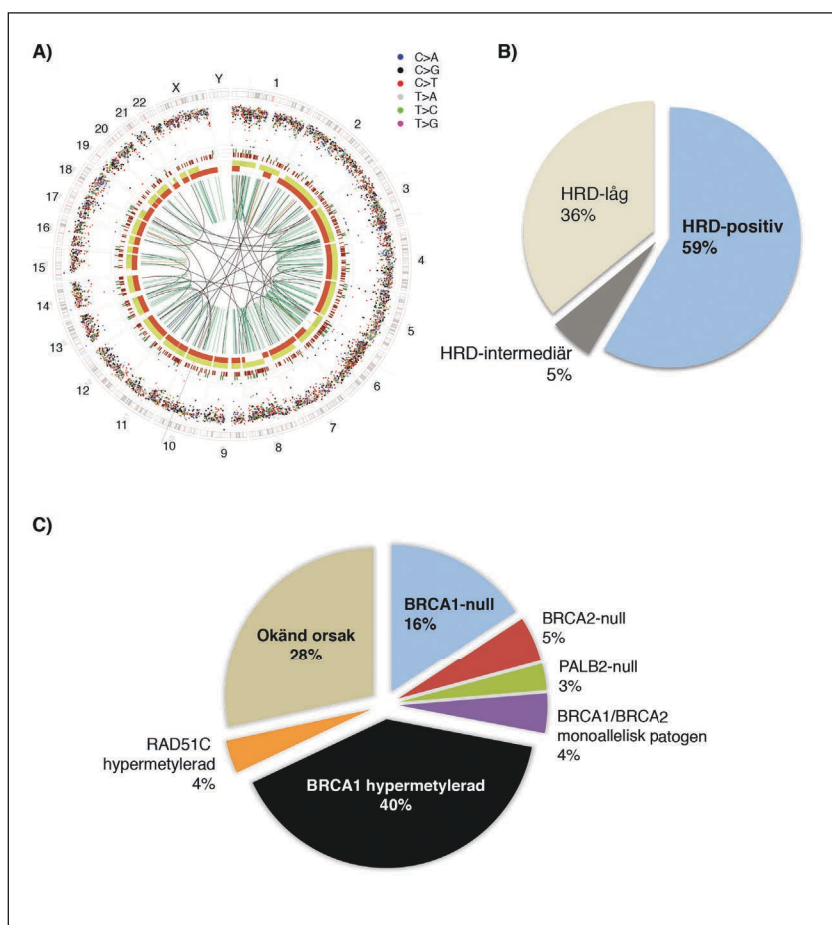 A)
C>A
C>G
C>T
T>A
T>C
T>G
X
Y
1
2
3
4
5
6
7
8
9
10
11
12
13
14
15
16
17
18
19
20
21
22
B)
HRD-låg
36%
HRD-positiv
59%
HRD-intermediär
5%
C)
BRCA1-null
16%
BRCA2-null
5%
PALB2-null
3%
BRCA1/BRCA2
monoallelisk patogen
4%
BRCA1 hypermetylerad
40%
RAD51C
hypermetylerad
4%
Okänd orsak
28%